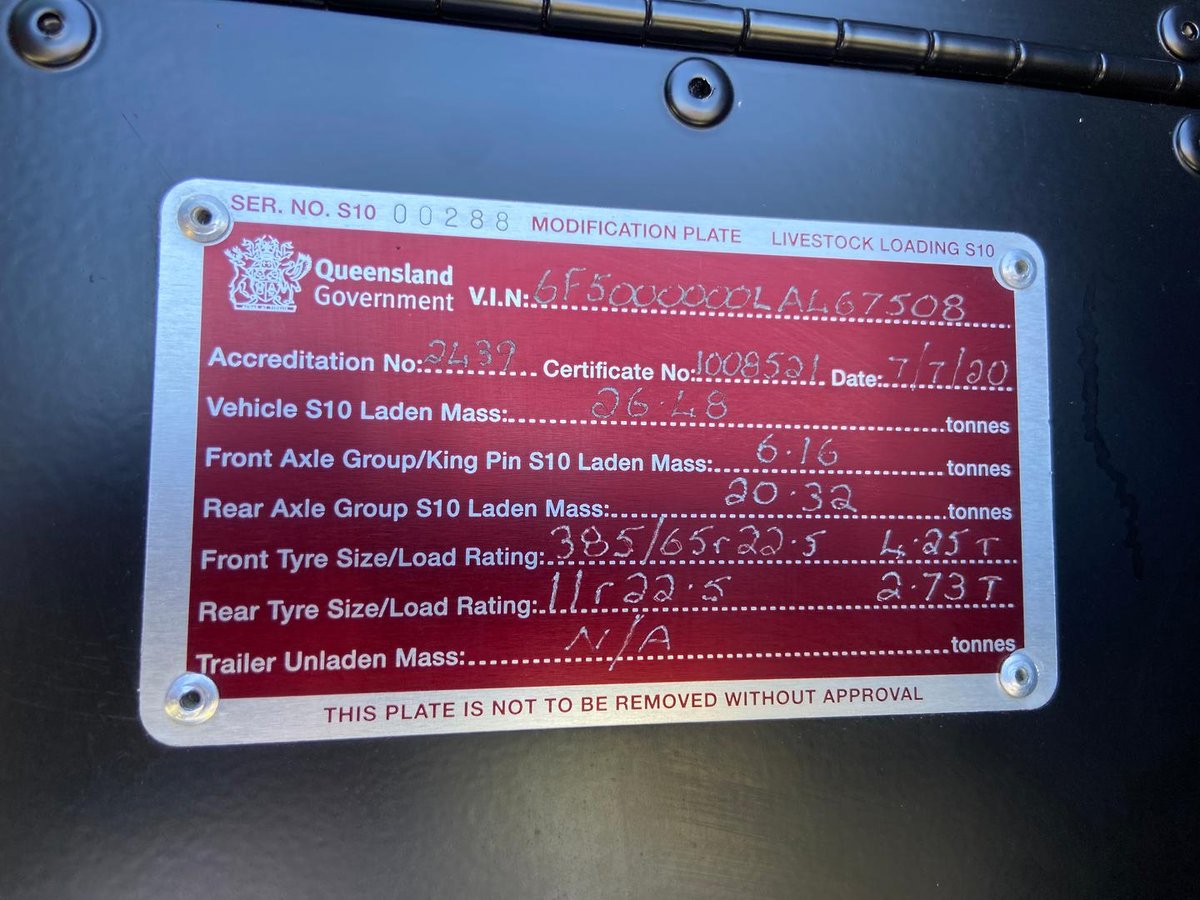 SER. NO. S10 00288 MODIFICATION PLATE LIVESTOCK LOADING S10
Queensland
Government V.I.N: 6F5000000LA467508
Accreditation No: 2439 Certificate No: 1008521 Date: 7/7/20
Vehicle S10 Laden Mass: 26.48 tonnes
Front Axle Group/King Pin S10 Laden Mass: 6.16 tonnes
Rear Axle Group S10 Laden Mass: 20.32 tonnes
Front Tyre Size/Load Rating: 385/65r22.5 4.25T
Rear Tyre Size/Load Rating: 11r22.5 2.73T
Trailer Unladen Mass: N/A tonnes
THIS PLATE IS NOT TO BE REMOVED WITHOUT APPROVAL